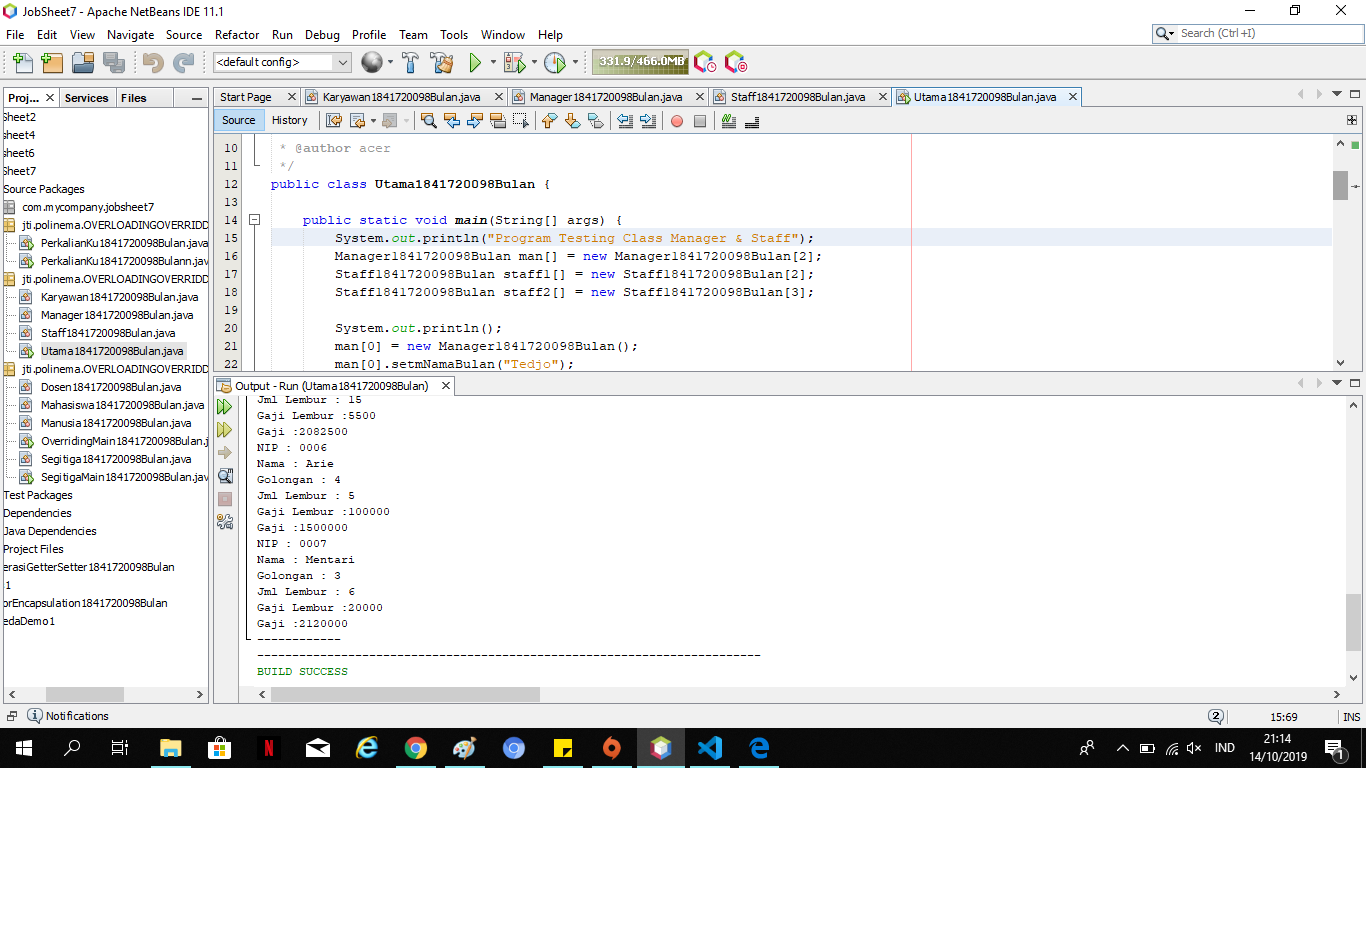 JobSheet7 - Apache NetBeans IDE 11.1
File Edit View Navigate Source Refactor Run Debug Profile Team Tools Window Help
Search (Ctrl+I)
<default config>
331.9/466.0MB
Proj... Services Files
Start Page Karyawan1841720098Bulan.java Manager1841720098Bulan.java Staff1841720098Bulan.java Utama1841720098Bulan.java
Source History
Sheet2
sheet4
sheet6
Sheet7
Source Packages
com.mycompany.jobsheet7
jti.polinema.OVERLOADINGOVERRIDD
PerkalianKu1841720098Bulan.java
PerkalianKu1841720098Bulann.java
jti.polinema.OVERLOADINGOVERRIDD
Karyawan1841720098Bulan.java
Manager1841720098Bulan.java
Staff1841720098Bulan.java
Utama1841720098Bulan.java
jti.polinema.OVERLOADINGOVERRIDD
Dosen1841720098Bulan.java
Mahasiswa1841720098Bulan.java
Manusia1841720098Bulan.java
OverridingMain1841720098Bulan.j
Segitiga1841720098Bulan.java
SegitigaMain1841720098Bulan.jav
Test Packages
Dependencies
Java Dependencies
Project Files
erasiGetterSetter1841720098Bulan
1
orEncapsulation1841720098Bulan
edaDemo1
10 * @author acer
11 */
12 public class Utama1841720098Bulan {
13
14 public static void main(String[] args) {
15 System.out.println("Program Testing Class Manager & Staff");
16 Manager1841720098Bulan man[] = new Manager1841720098Bulan[2];
17 Staff1841720098Bulan staff1[] = new Staff1841720098Bulan[2];
18 Staff1841720098Bulan staff2[] = new Staff1841720098Bulan[3];
19
20 System.out.println();
21 man[0] = new Manager1841720098Bulan();
22 man[0].setmNamaBulan("Tedjo");
Output - Run (Utama1841720098Bulan)
Jml Lembur : 15
Gaji Lembur :5500
Gaji :2082500
NIP : 0006
Nama : Arie
Golongan : 4
Jml Lembur : 5
Gaji Lembur :100000
Gaji :1500000
NIP : 0007
Nama : Mentari
Golongan : 3
Jml Lembur : 6
Gaji Lembur :20000
Gaji :2120000
------------
------------------------------------------------------------------------
BUILD SUCCESS
Notifications
2
15:69
INS
IND
21:14
14/10/2019
1